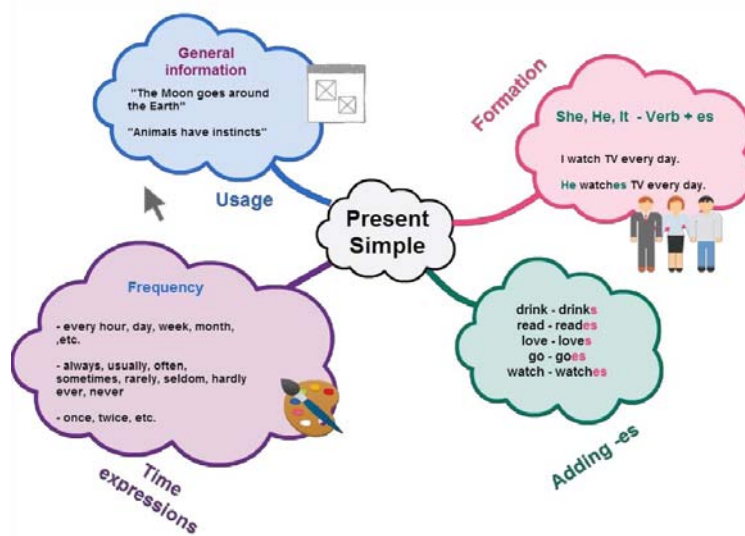 General
information
"The Moon goes around
the Earth"
"Animals have instincts"
Usage
Formation
She, He, It - Verb + es
I watch TV every day.
He watches TV every day.
Present
Simple
Frequency
- every hour, day, week, month,
,etc.
- always, usually, often,
sometimes, rarely, seldom, hardly
ever, never
- once, twice, etc.
Time
expressions
drink - drinks
read - reades
love - loves
go - goes
watch - watches
Adding -es